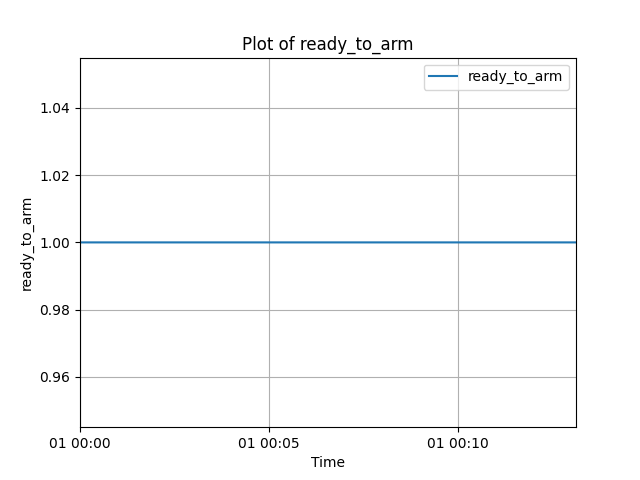 Plot of ready_to_arm
ready_to_arm
1.04
1.02
1.00
0.98
0.96
ready_to_arm
01 00:00
01 00:05
01 00:10
Time